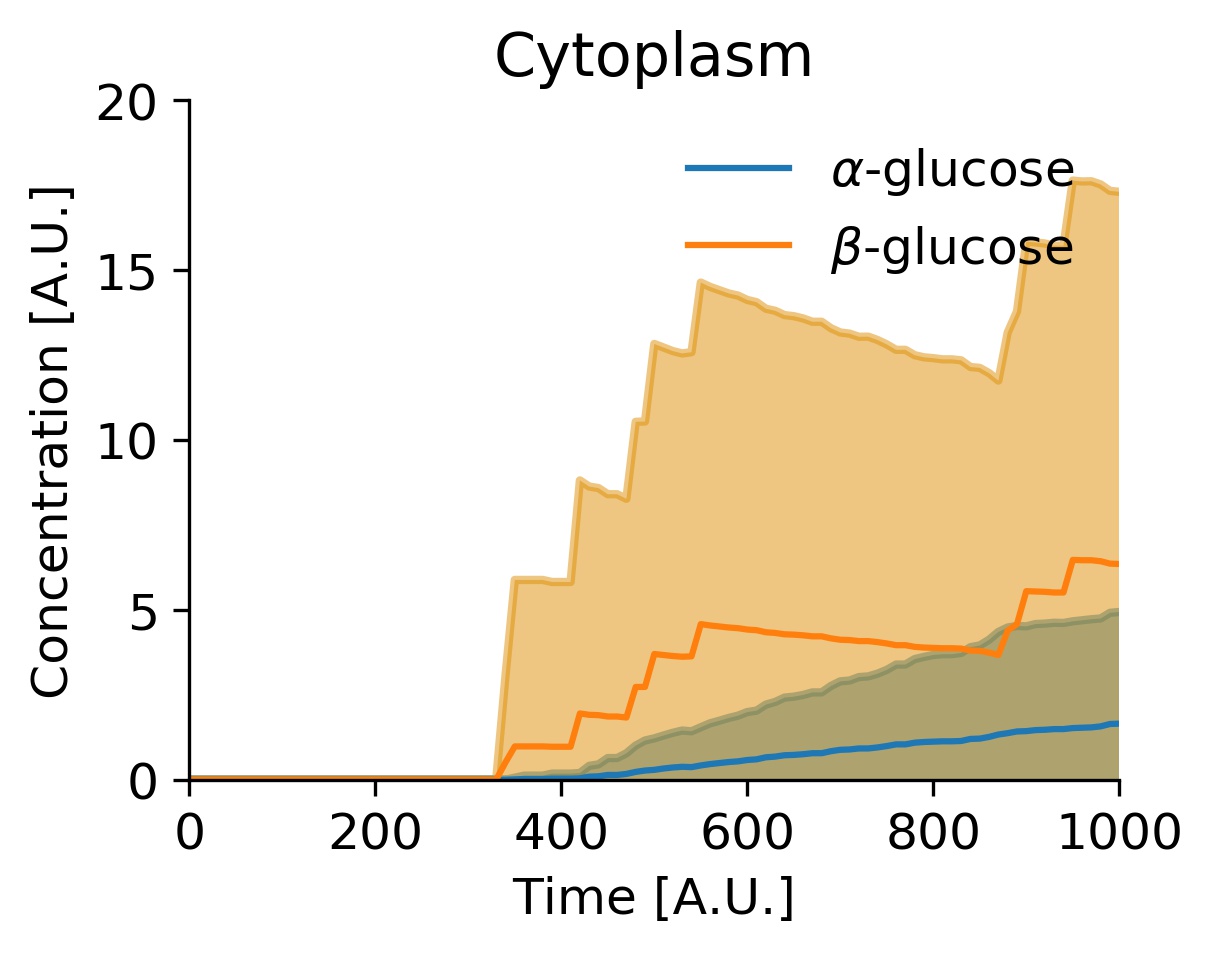 Cytoplasm
20
15
10
5
0
Concentration [A.U.]
α-glucose
β-glucose
0 200 400 600 800 1000
Time [A.U.]